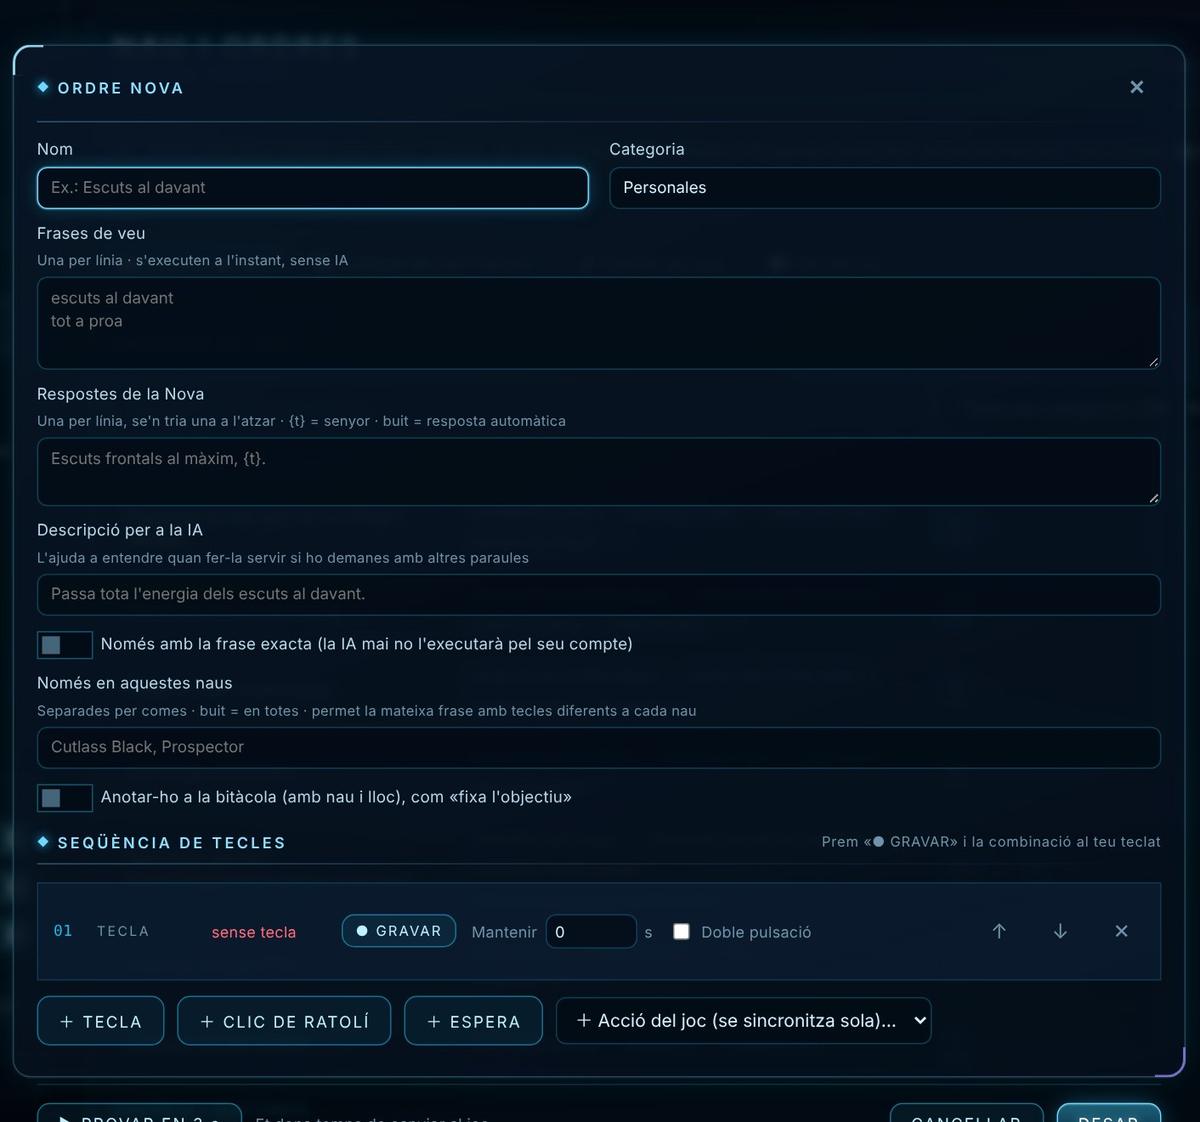 ORDRE NOVA
Nom
Categoria
Ex.: Escuts al davant
Personales
Frases de veu
Una per línia · s'executen a l'instant, sense IA
escuts al davant
tot a proa
Respostes de la Nova
Una per línia, se'n tria una a l'atzar · {t} = senyor · buit = resposta automàtica
Escuts frontals al màxim, {t}.
Descripció per a la IA
L'ajuda a entendre quan fer-la servir si ho demanes amb altres paraules
Passa tota l'energia dels escuts al davant.
Només amb la frase exacta (la IA mai no l'executarà pel seu compte)
Només en aquestes naus
Separades per comes · buit = en totes · permet la mateixa frase amb tecles diferents a cada nau
Cutlass Black, Prospector
Anotar-ho a la bitàcola (amb nau i lloc), com «fixa l'objectiu»
SEQÜÈNCIA DE TECLES
Prem «● GRAVAR» i la combinació al teu teclat
01 TECLA sense tecla ● GRAVAR Mantenir 0 s Doble pulsació
+ TECLA + CLIC DE RATOLÍ + ESPERA + Acció del joc (se sincronitza sola)...
PROVAR EN 3 s
CANCELLAR DESAR